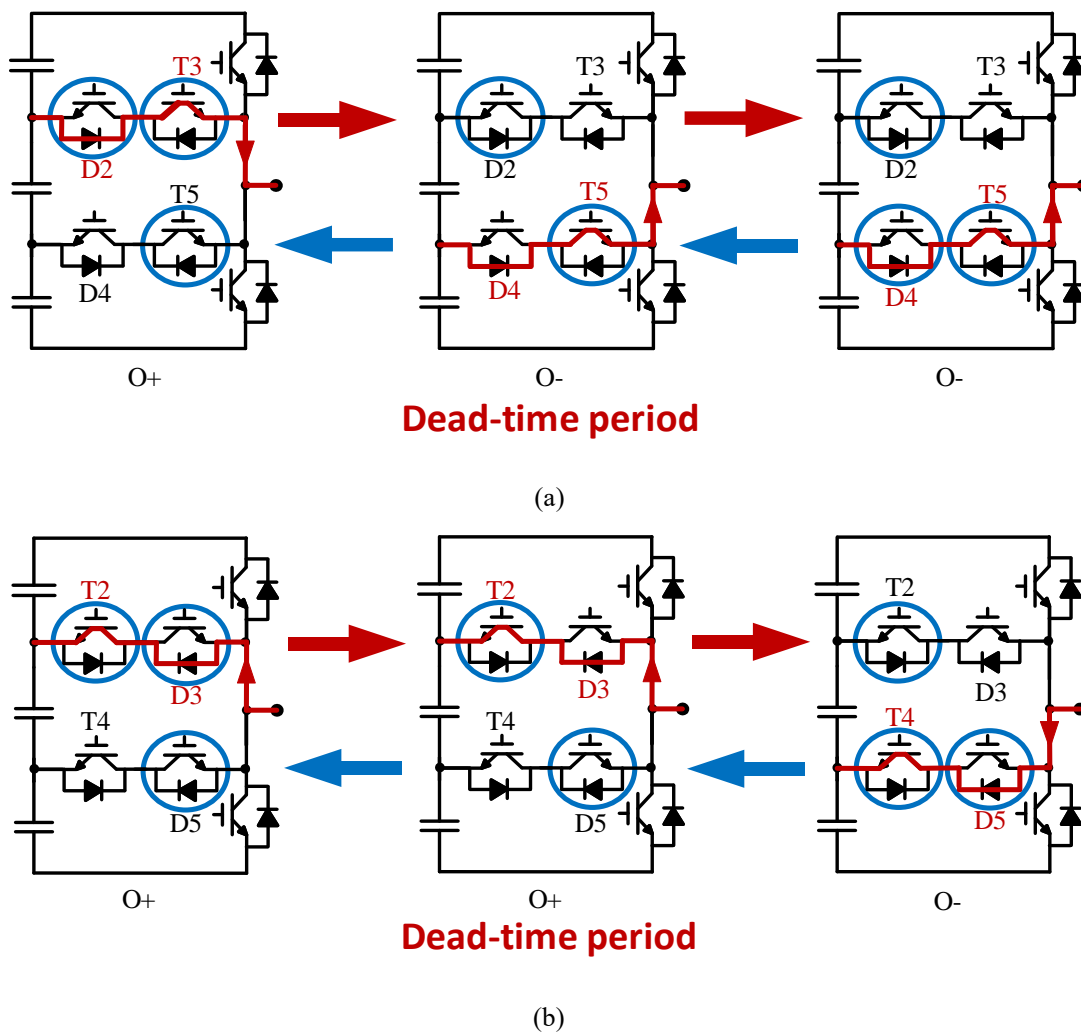 T3 T3 T3
D2 D2 D2
T5 T5 T5
D4 D4 D4
O+ O- O-
Dead-time period
(a)
T2 T2 T2
D3 D3 D3
T4 T4 T4
D5 D5 D5
O+ O+ O-
Dead-time period
(b)